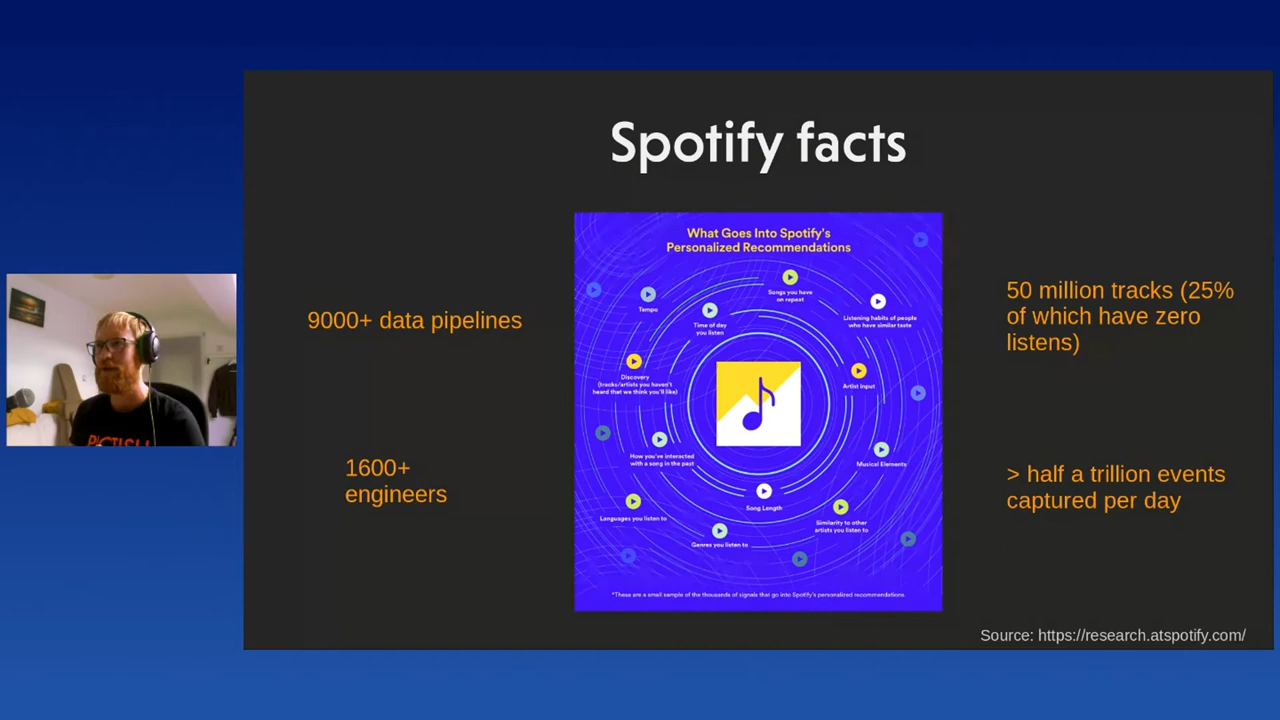 Spotify facts
9000+ data pipelines
1600+
engineers
What Goes Into Spotify's
Personalized Recommendations
Songs you have
on repeat
Tempo
Time of day
you listen
Listening habits of people
who have similar taste
Discovery
(tracks/artists you haven't
heard that we think you'll like)
Artist input
How you've interacted
with a song in the past
Musical Elements
Song Length
Languages you listen to
Similarity to other
artists you listen to
Genres you listen to
*These are a small sample of the thousands of signals that go into Spotify's personalized recommendations.
50 million tracks (25%
of which have zero
listens)
> half a trillion events
captured per day
Source: https://research.atspotify.com/